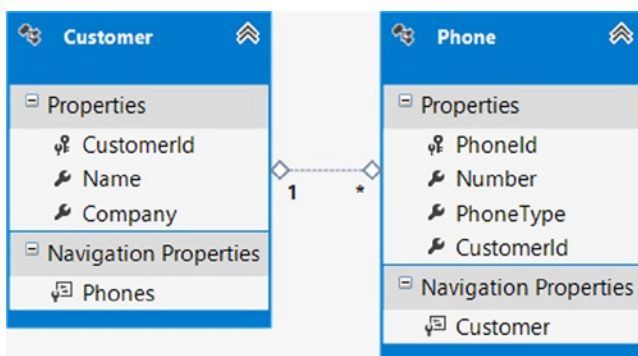 Customer
Properties
CustomerId
Name
Company
Navigation Properties
Phones
1
*
Phone
Properties
PhoneId
Number
PhoneType
CustomerId
Navigation Properties
Customer